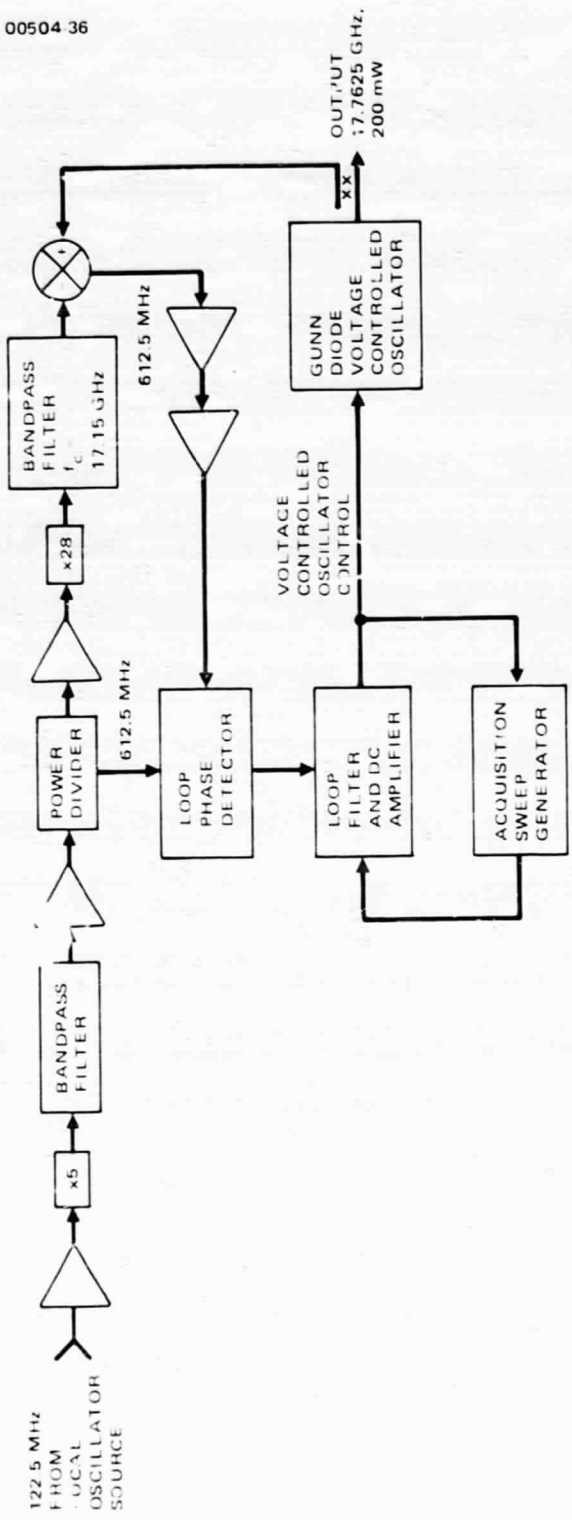 00504-36
122.5 MHz
FROM
OSCILLATOR
SOURCE
x5
BANDPASS
FILTER
POWER
DIVIDER
612.5 MHz
x28
BANDPASS
FILTER
f c
17.15 GHz
612.5 MHz
LOOP
PHASE
DETECTOR
LOOP
FILTER
AND DC
AMPLIFIER
ACQUISITION
SWEEP
GENERATOR
VOLTAGE
CONTROLLED
OSCILLATOR
CONTROL
GUNN
DIODE
VOLTAGE
CONTROLLED
OSCILLATOR
XX
OUTPUT
17.7625 GHz,
200 mW